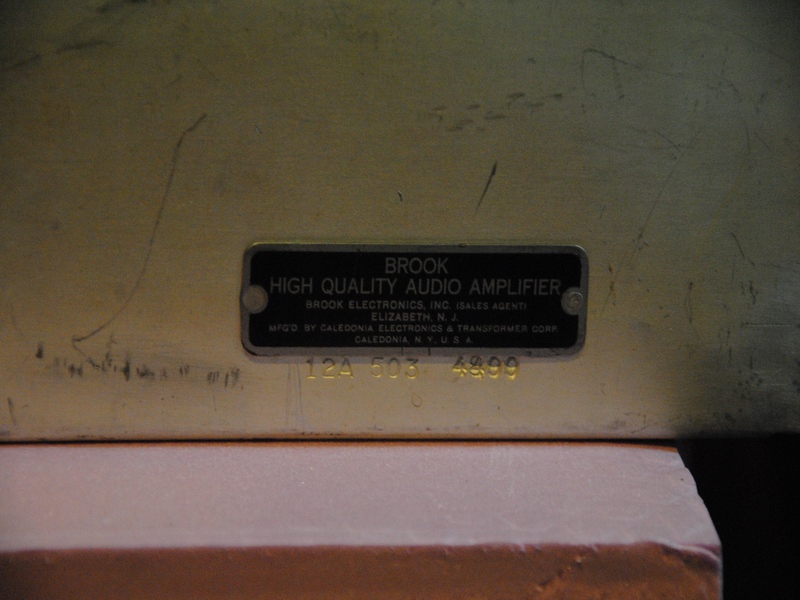 BROOK
HIGH QUALITY AUDIO AMPLIFIER
BROOK ELECTRONICS, INC. (SALES AGENT)
ELIZABETH, N. J.
MFG'D BY CALEDONIA ELECTRONICS & TRANSFORMER CORP.
CALEDONIA, N. Y., U. S. A.
12A 503 4899